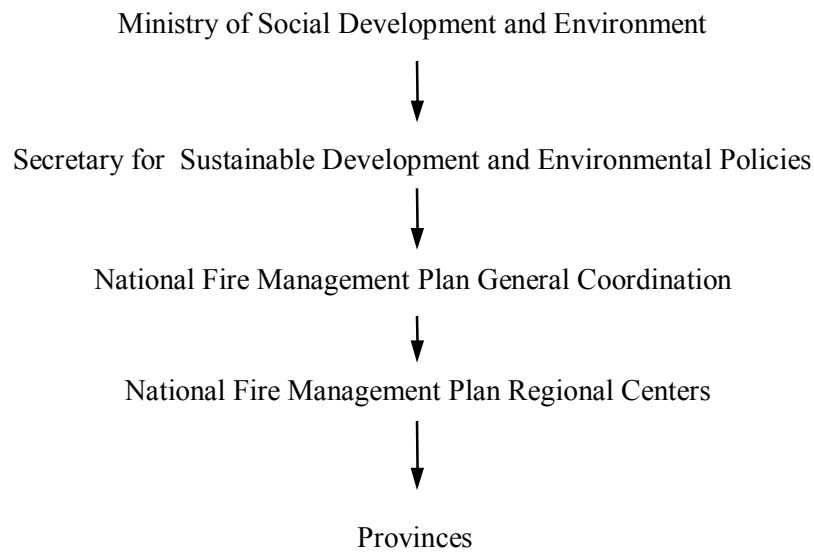 Ministry of Social Development and Environment
Secretary for Sustainable Development and Environmental Policies
National Fire Management Plan General Coordination
National Fire Management Plan Regional Centers
Provinces